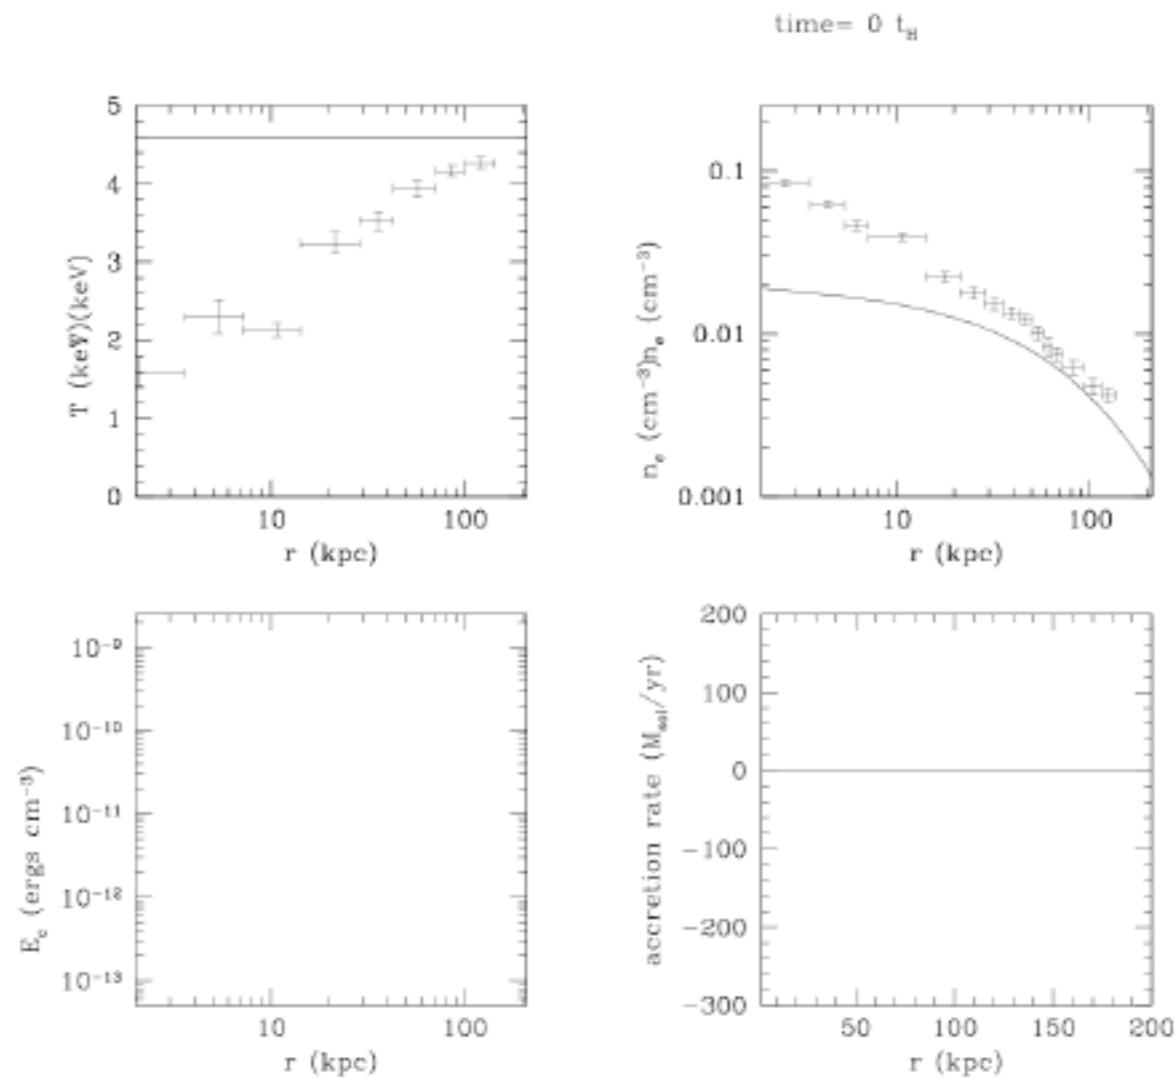 time= 0 t_H
5
4
3
2
1
0
T (keV)(keV)
10 100
r (kpc)
0.1
0.01
0.001
n_e (cm⁻³)n_e (cm⁻³)
10 100
r (kpc)
10⁻⁹
10⁻¹⁰
10⁻¹¹
10⁻¹²
10⁻¹³
E_c (ergs cm⁻³)
10 100
r (kpc)
200
100
0
−100
−200
−300
accretion rate (M_sol/yr)
50 100 150 200
r (kpc)